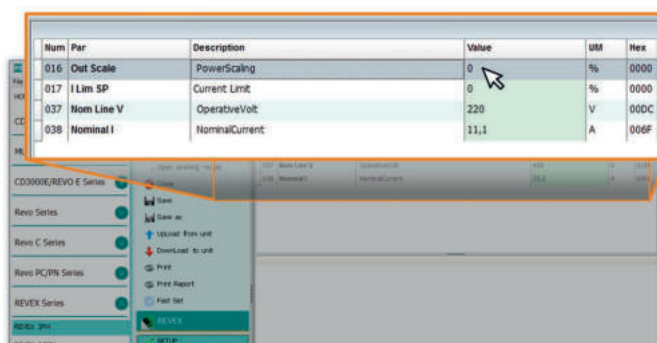 Num Par Description Value UM Hex
016 Out Scale PowerScaling 0 % 0000
017 I Lim SP Current Limit 0 % 0000
037 Nom Line V OperativeVolt 220 V 00DC
038 Nominal I NominalCurrent 11,1 A 006F
CD3000E/REVO E Series
Revo Series
Revo C Series
Revo PC/PN Series
REVEX Series
Close
Save
Save as
Upload from unit
DownLoad to unit
Print
Print Report
Fast Set
REVEX
SETUP